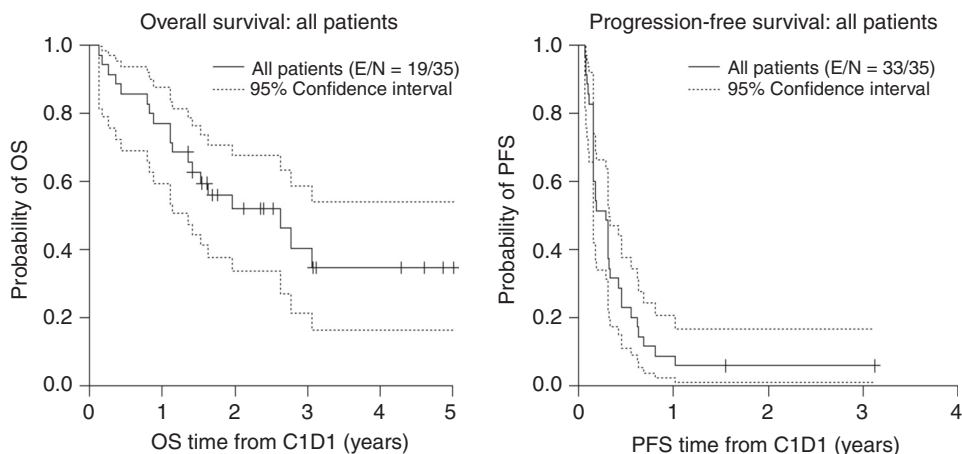 Overall survival: all patients
All patients (E/N = 19/35)
95% Confidence interval
Probability of OS
1.0
0.8
0.6
0.4
0.2
0.0
0 1 2 3 4 5
OS time from C1D1 (years)
Progression-free survival: all patients
All patients (E/N = 33/35)
95% Confidence interval
Probability of PFS
1.0
0.8
0.6
0.4
0.2
0.0
0 1 2 3 4
PFS time from C1D1 (years)